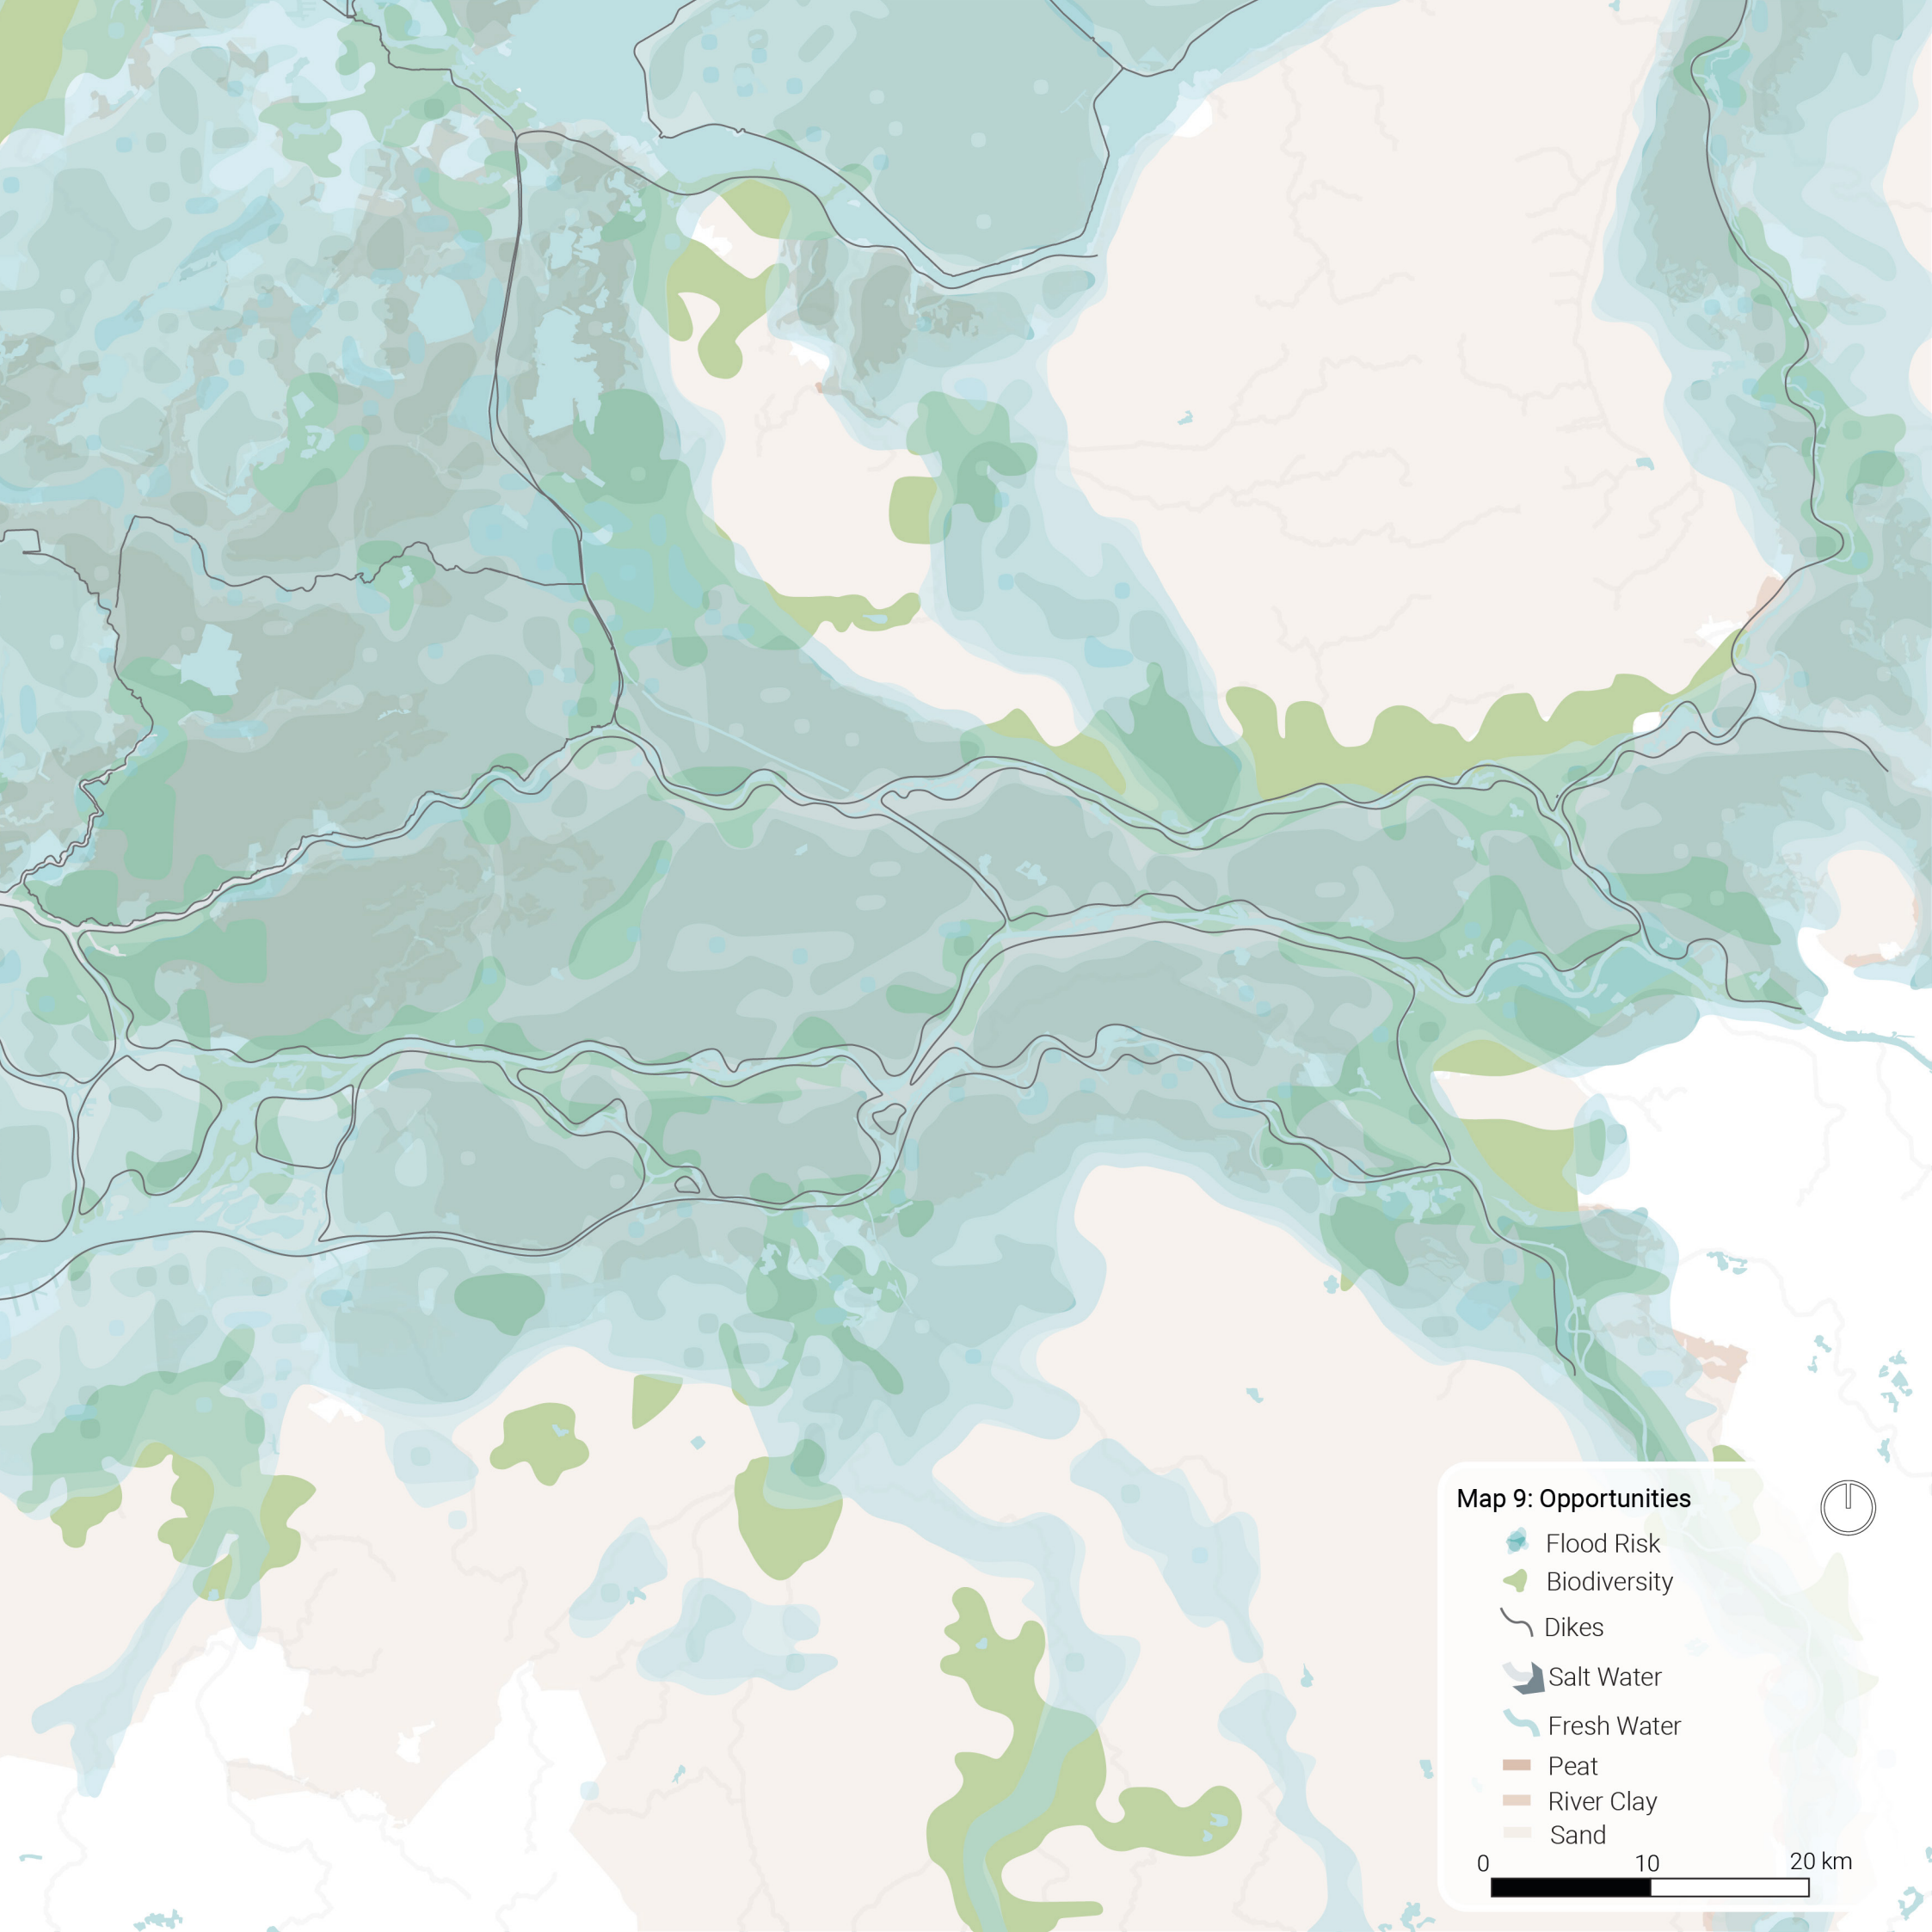 Map 9: Opportunities
Flood Risk
Biodiversity
Dikes
Salt Water
Fresh Water
Peat
River Clay
Sand
0 10 20 km